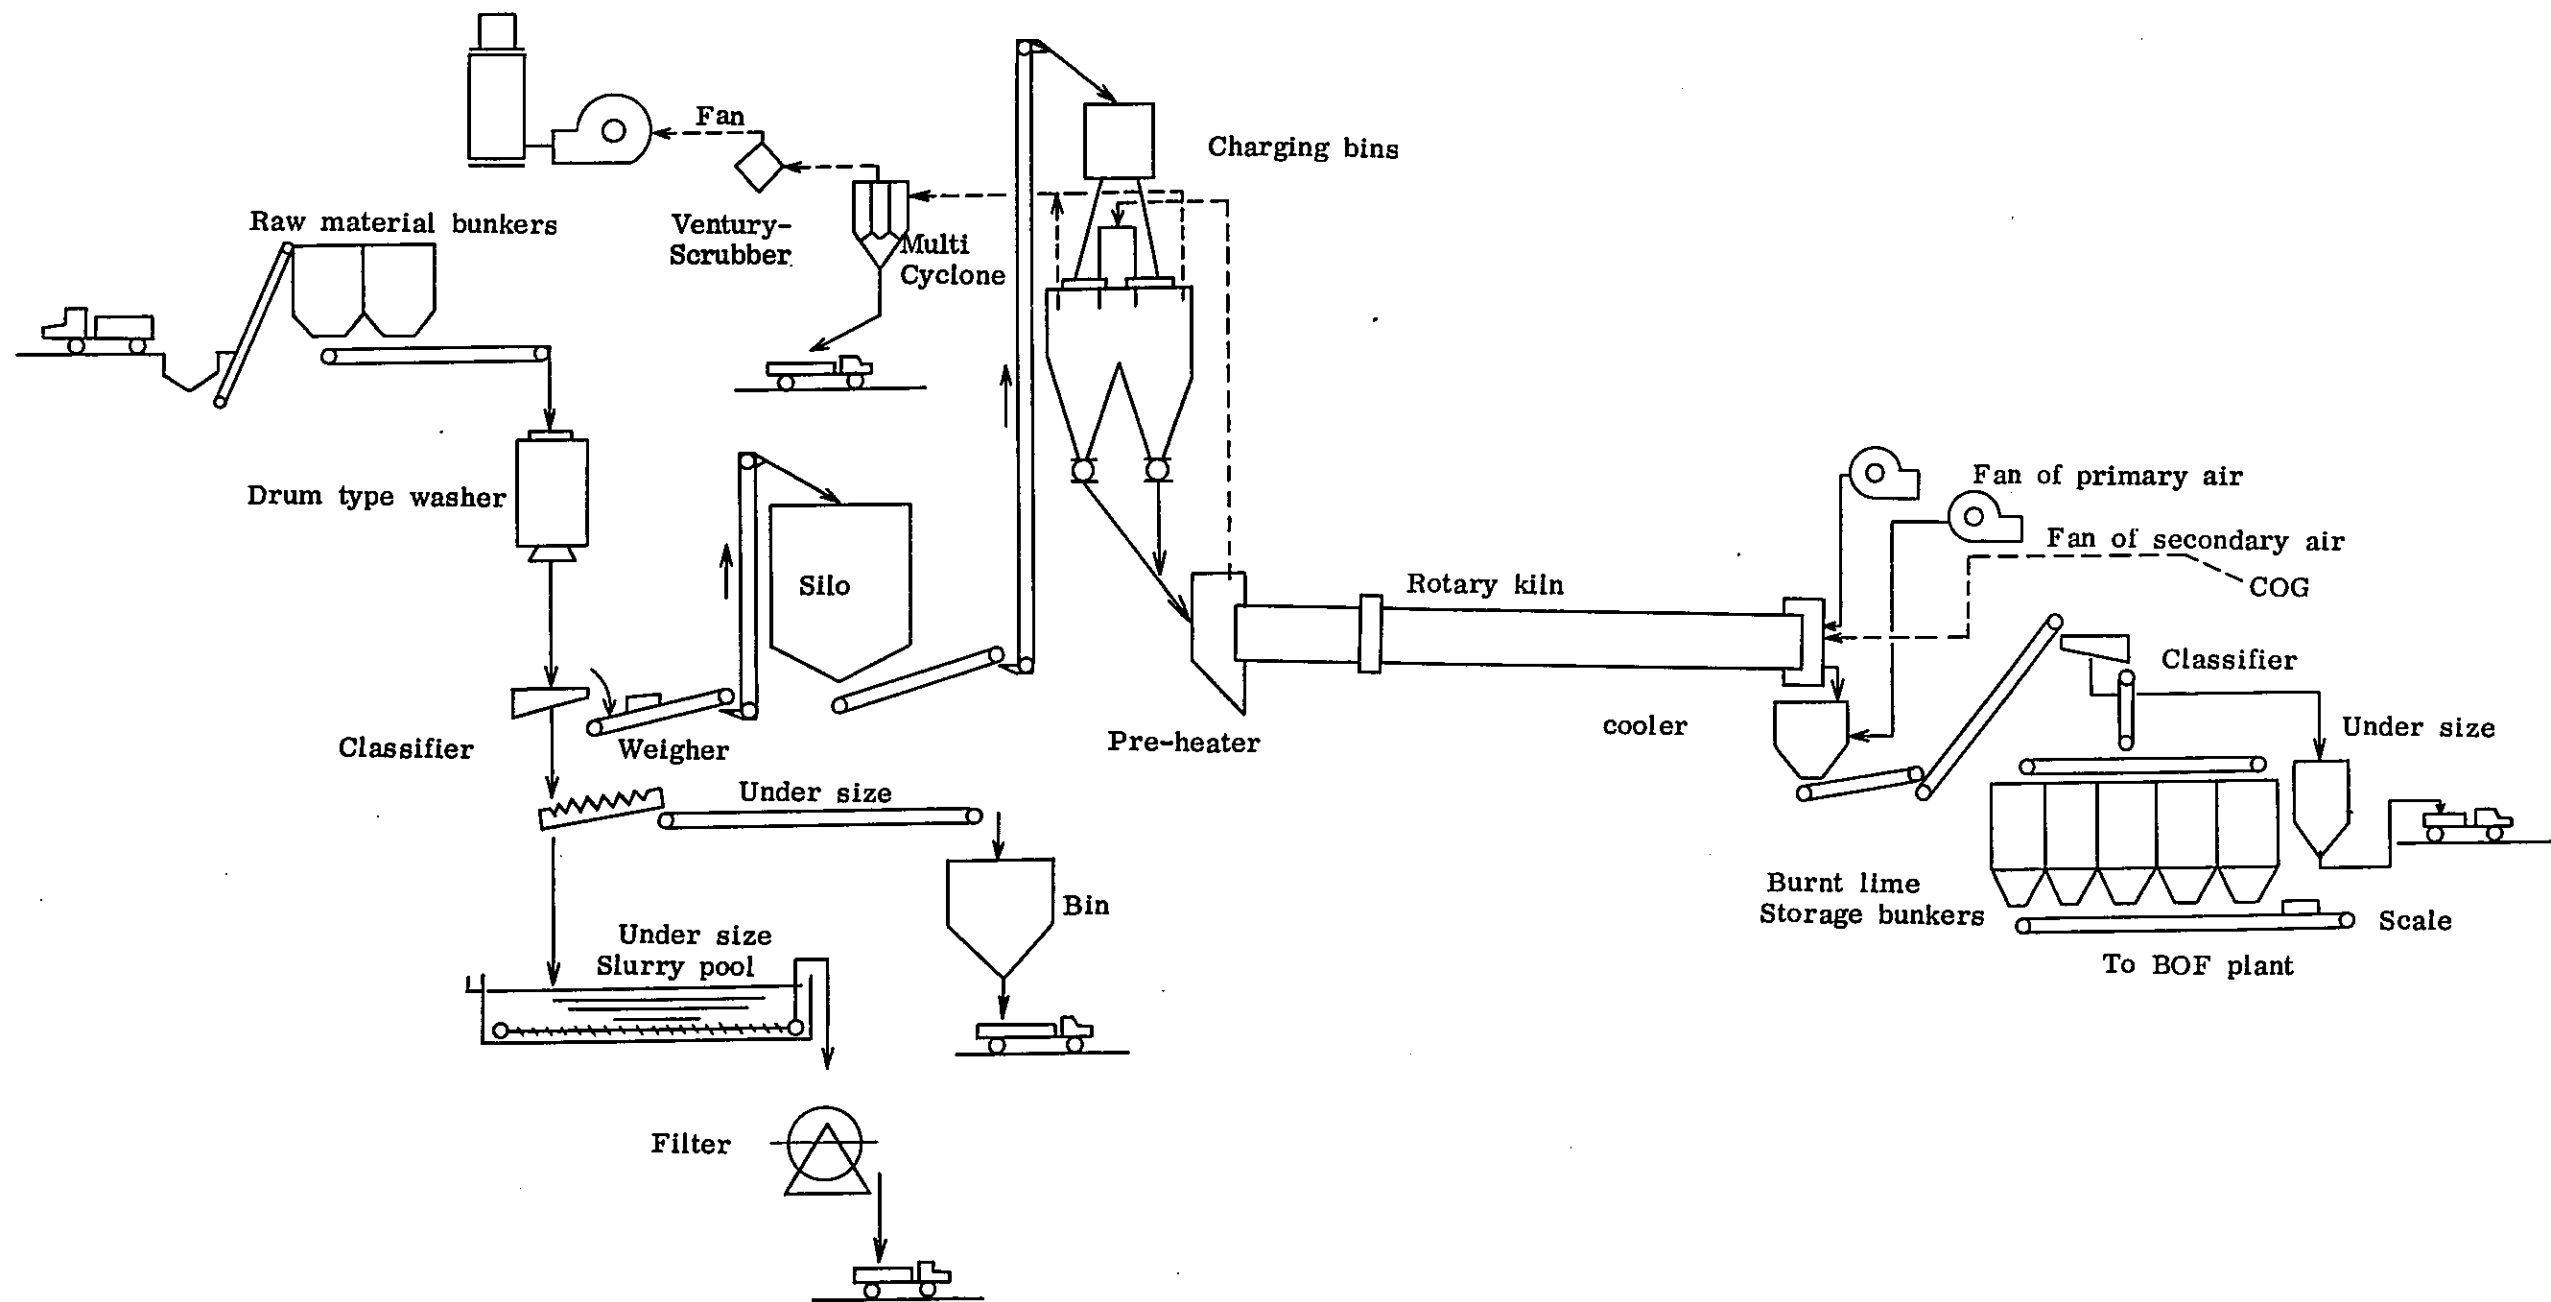 Fan
Charging bins
Raw material bunkers
Ventury-
Scrubber
Multi
Cyclone
Drum type washer
Silo
Fan of primary air
Fan of secondary air
COG
Rotary kiln
Classifier
Under size
cooler
Pre-heater
Classifier
Weigher
Under size
Bin
Burnt lime
Storage bunkers
Scale
To BOF plant
Under size
Slurry pool
Filter